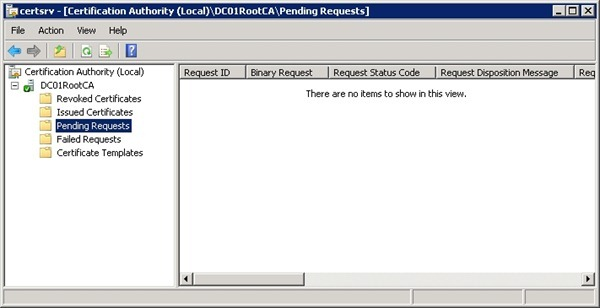 certsrv - [Certification Authority (Local)\DC01RootCA\Pending Requests]
File Action View Help
Certification Authority (Local)
DC01RootCA
Revoked Certificates
Issued Certificates
Pending Requests
Failed Requests
Certificate Templates
Request ID Binary Request Request Status Code Request Disposition Message Req
There are no items to show in this view.